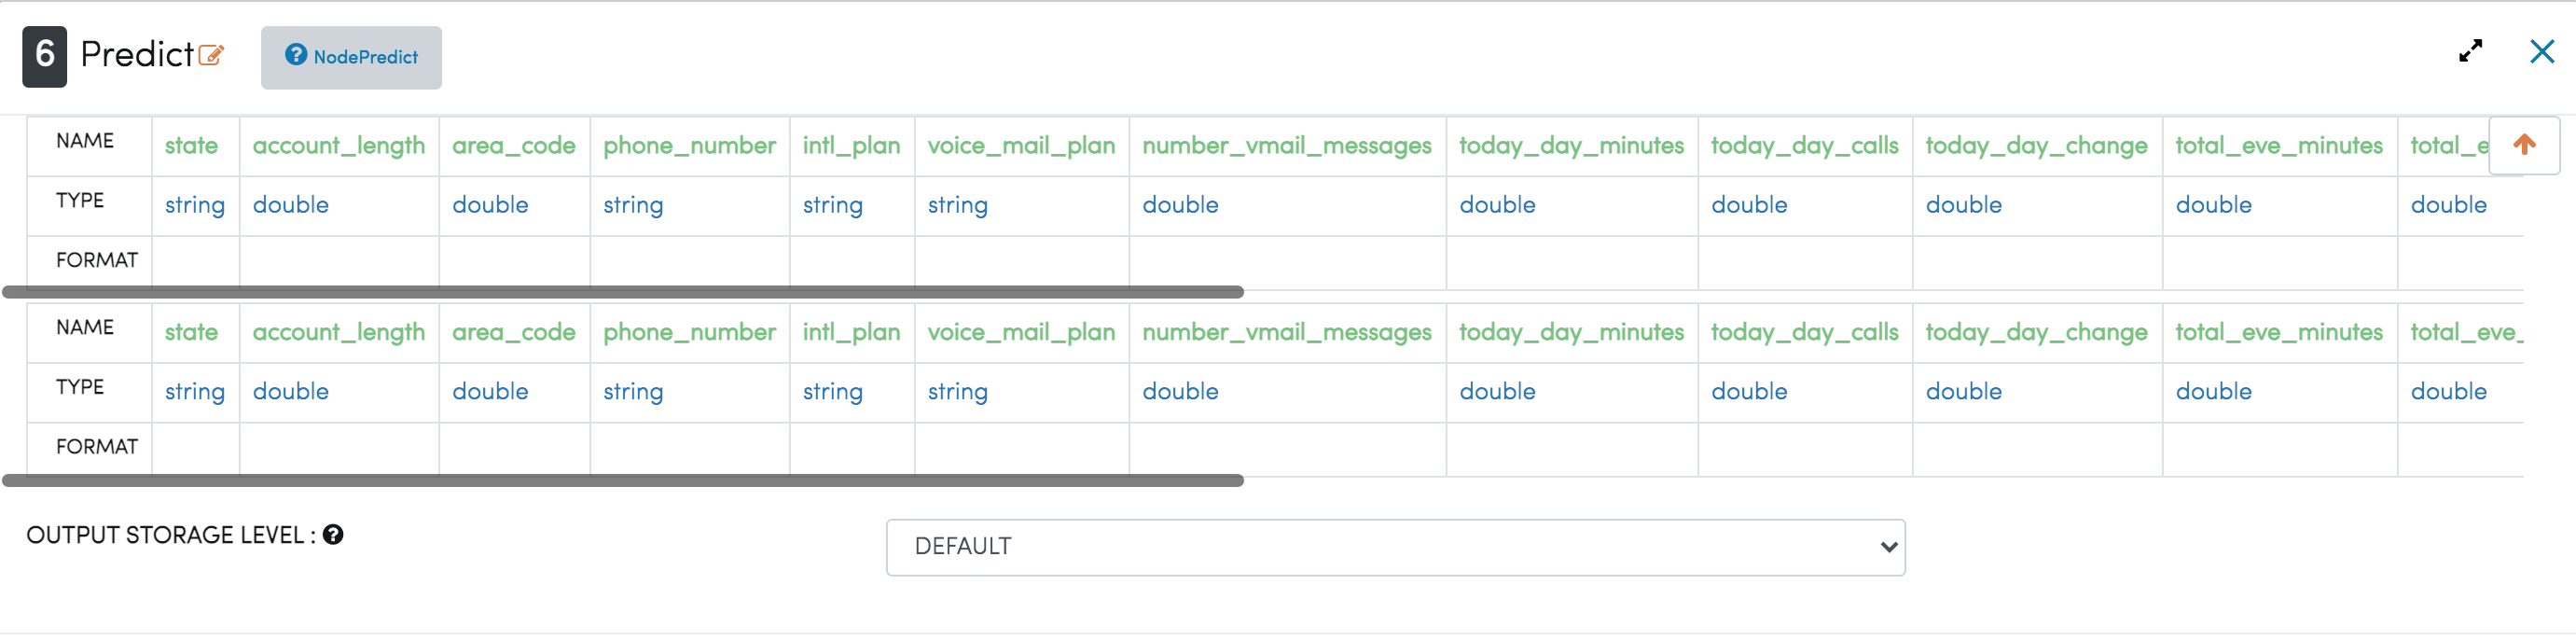 6 Predict ? NodePredict
NAME state account_length area_code phone_number intl_plan voice_mail_plan number_vmail_messages today_day_minutes today_day_calls today_day_change total_eve_minutes total_e
TYPE string double double string string string double double double double double double
FORMAT
NAME state account_length area_code phone_number intl_plan voice_mail_plan number_vmail_messages today_day_minutes today_day_calls today_day_change total_eve_minutes total_eve_
TYPE string double double string string string double double double double double double
FORMAT
OUTPUT STORAGE LEVEL : ? DEFAULT